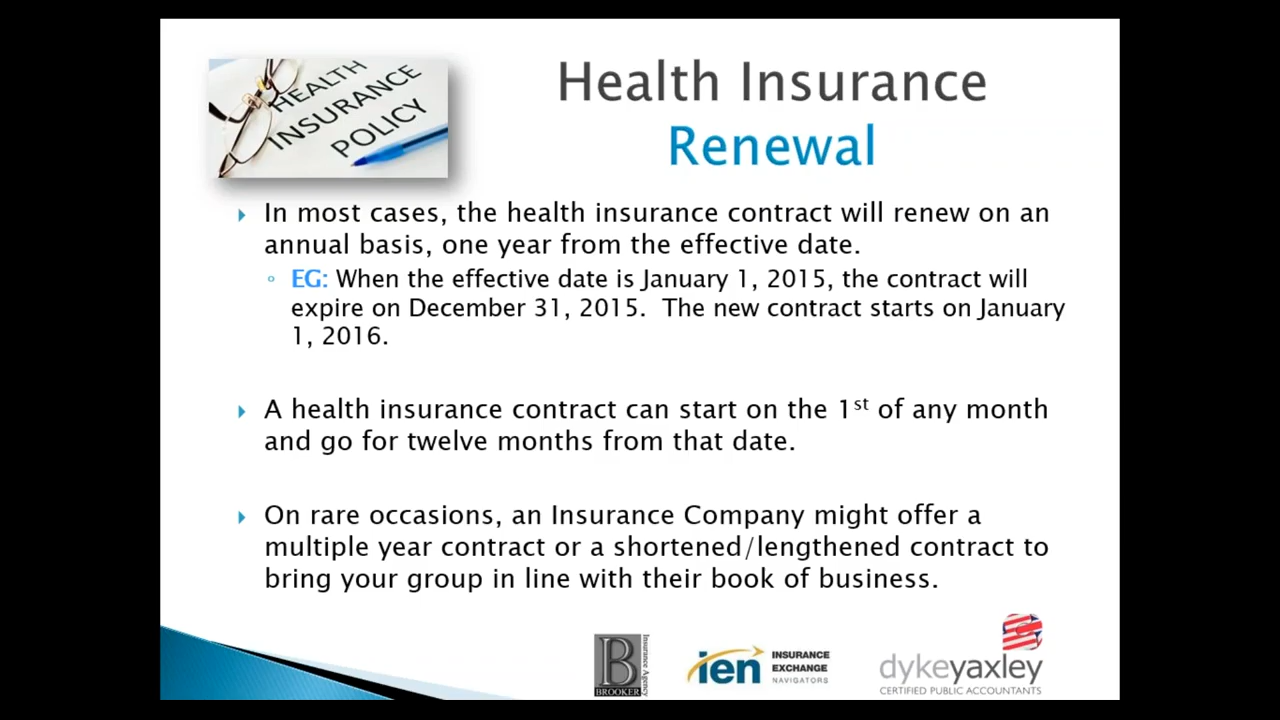 HEALTH
INSURANCE
POLICY
Health Insurance
Renewal
In most cases, the health insurance contract will renew on an
annual basis, one year from the effective date.
EG: When the effective date is January 1, 2015, the contract will
expire on December 31, 2015. The new contract starts on January
1, 2016.
A health insurance contract can start on the 1st of any month
and go for twelve months from that date.
On rare occasions, an Insurance Company might offer a
multiple year contract or a shortened/lengthened contract to
bring your group in line with their book of business.
B
BROOKER
Insurance Agency
ien
INSURANCE
EXCHANGE
NAVIGATORS
dykeyaxley
CERTIFIED PUBLIC ACCOUNTANTS